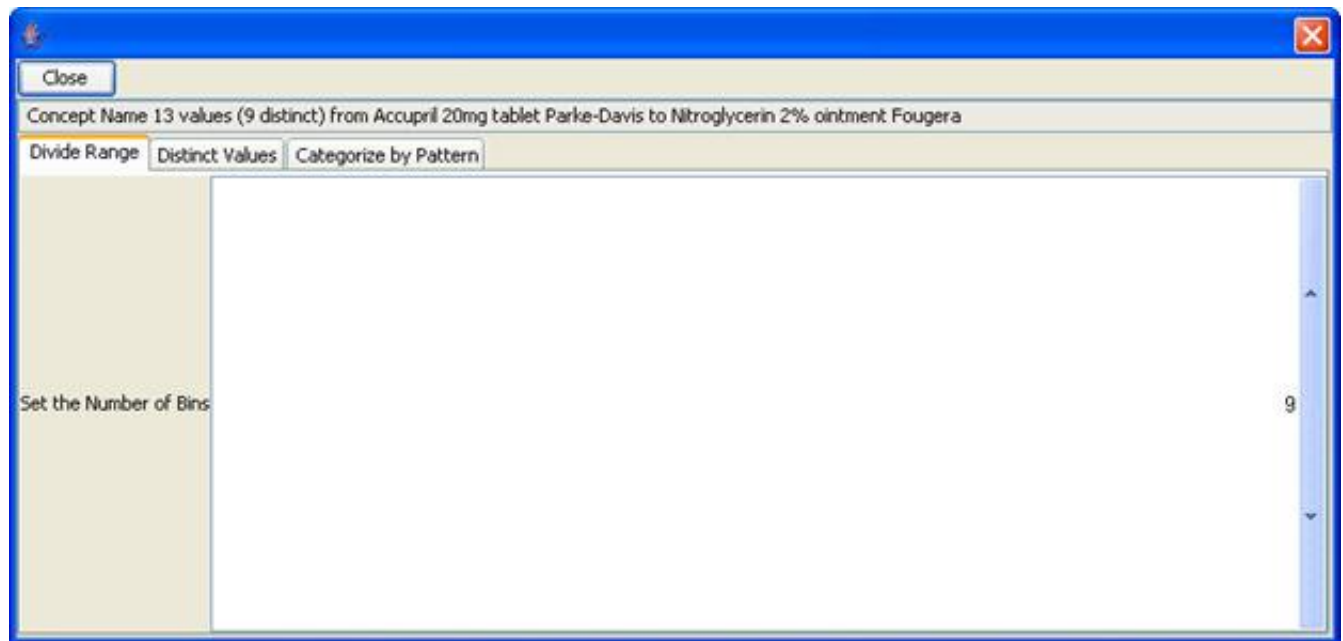 Close
Concept Name 13 values (9 distinct) from Accupril 20mg tablet Parke-Davis to Nitroglycerin 2% ointment Fougera
Divide Range Distinct Values Categorize by Pattern
Set the Number of Bins 9